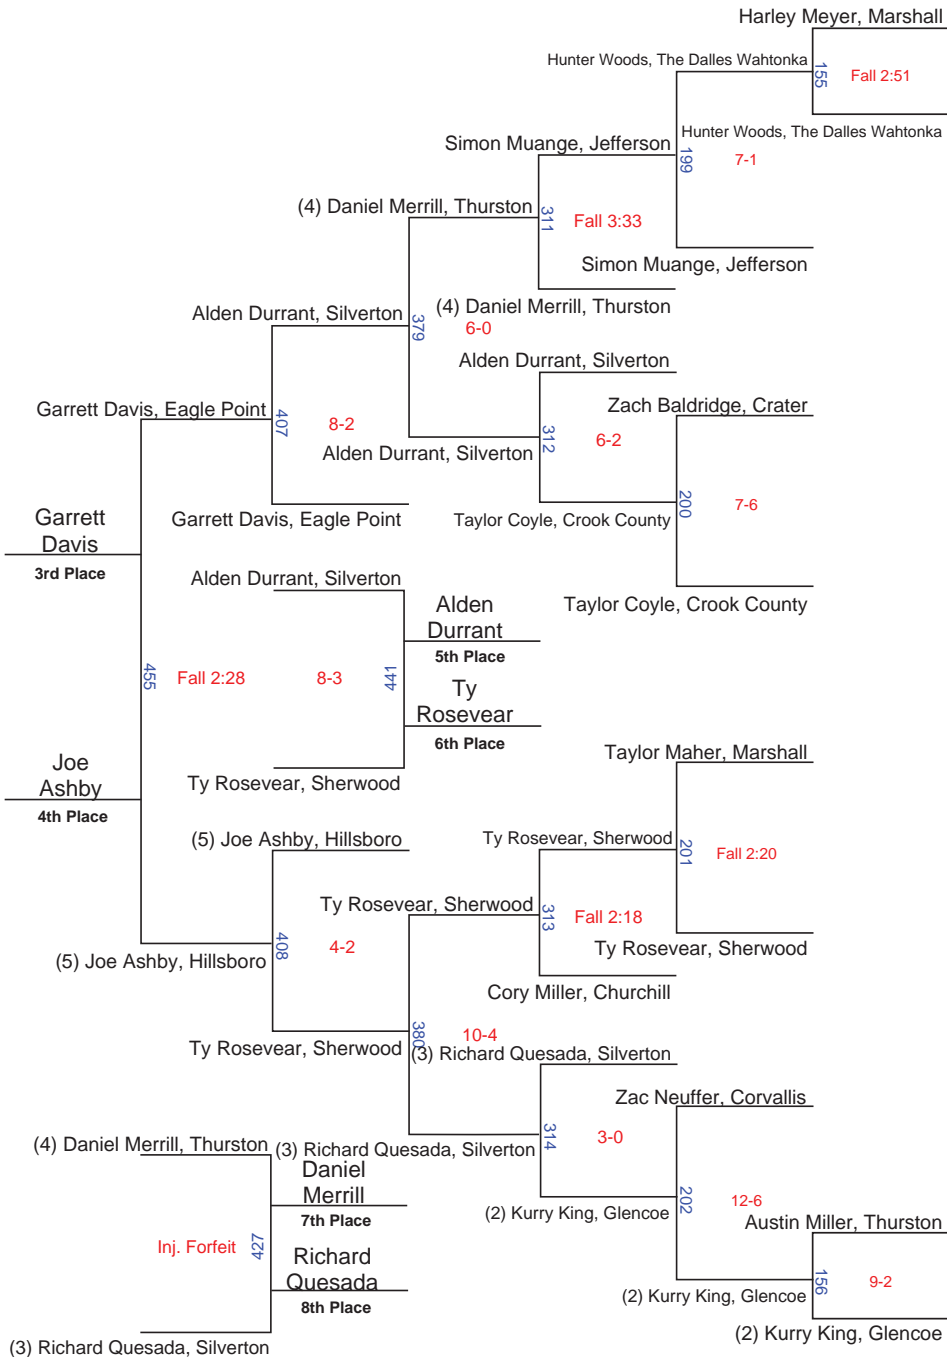 Harley Meyer, Marshall
Hunter Woods, The Dalles Wahtonka
155
Fall 2:51
Hunter Woods, The Dalles Wahtonka
Simon Muange, Jefferson
199
7-1
(4) Daniel Merrill, Thurston
311
Fall 3:33
Simon Muange, Jefferson
(4) Daniel Merrill, Thurston
Alden Durrant, Silverton
379
6-0
Alden Durrant, Silverton
Zach Baldridge, Crater
Garrett Davis, Eagle Point
407
8-2
312
6-2
Alden Durrant, Silverton
200
7-6
Garrett Davis, Eagle Point
Taylor Coyle, Crook County
Garrett
Davis
3rd Place
Alden Durrant, Silverton
Taylor Coyle, Crook County
Alden
Durrant
5th Place
455
Fall 2:28
8-3
441
Ty
Rosevear
6th Place
Joe
Ashby
4th Place
Ty Rosevear, Sherwood
Taylor Maher, Marshall
(5) Joe Ashby, Hillsboro
Ty Rosevear, Sherwood
201
Fall 2:20
Ty Rosevear, Sherwood
313
Fall 2:18
408
4-2
Ty Rosevear, Sherwood
(5) Joe Ashby, Hillsboro
Cory Miller, Churchill
380
10-4
Ty Rosevear, Sherwood
(3) Richard Quesada, Silverton
Zac Neuffer, Corvallis
314
3-0
(4) Daniel Merrill, Thurston
(3) Richard Quesada, Silverton
Daniel
Merrill
7th Place
202
12-6
(2) Kurry King, Glencoe
Austin Miller, Thurston
Inj. Forfeit
427
Richard
Quesada
8th Place
156
9-2
(2) Kurry King, Glencoe
(2) Kurry King, Glencoe
(3) Richard Quesada, Silverton